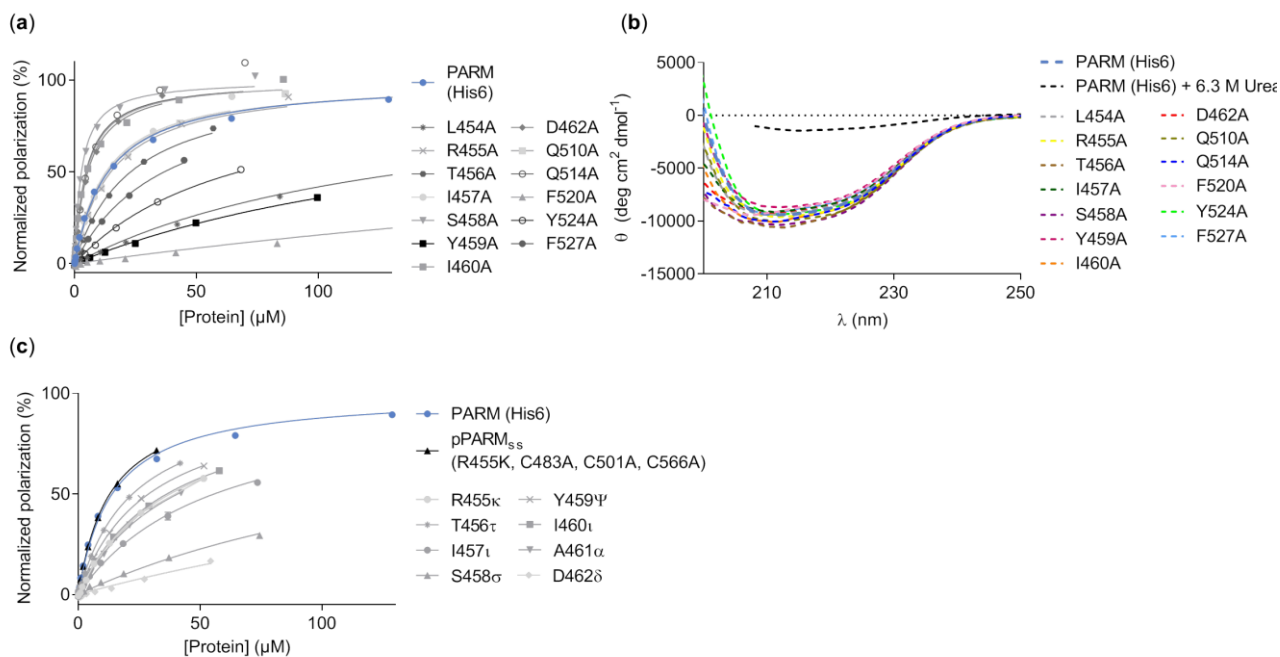 (a)
Normalized polarization (%)
100
50
0
0 50 100
[Protein] (µM)
PARM
(His6)
L454A D462A
R455A Q510A
T456A Q514A
I457A F520A
S458A Y524A
Y459A F527A
I460A
(b)
θ (deg cm² dmol⁻¹)
5000
0
-5000
-10000
-15000
210 230 250
λ (nm)
PARM (His6)
PARM (His6) + 6.3 M Urea
L454A D462A
R455A Q510A
T456A Q514A
I457A F520A
S458A Y524A
Y459A F527A
I460A
(c)
Normalized polarization (%)
100
50
0
0 50 100
[Protein] (µM)
PARM (His6)
pPARMss
(R455K, C483A, C501A, C566A)
R455κ Y459Ψ
T456τ I460ι
I457ι A461α
S458σ D462δ